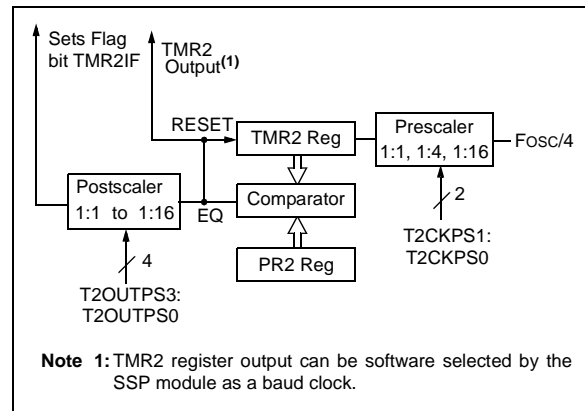 Sets Flag
bit TMR2IF
TMR2
Output(1)
RESET
TMR2 Reg
Prescaler
1:1, 1:4, 1:16
FOSC/4
Postscaler
1:1 to 1:16
EQ
Comparator
2
4
PR2 Reg
T2CKPS1:
T2CKPS0
T2OUTPS3:
T2OUTPS0
Note 1: TMR2 register output can be software selected by the
SSP module as a baud clock.